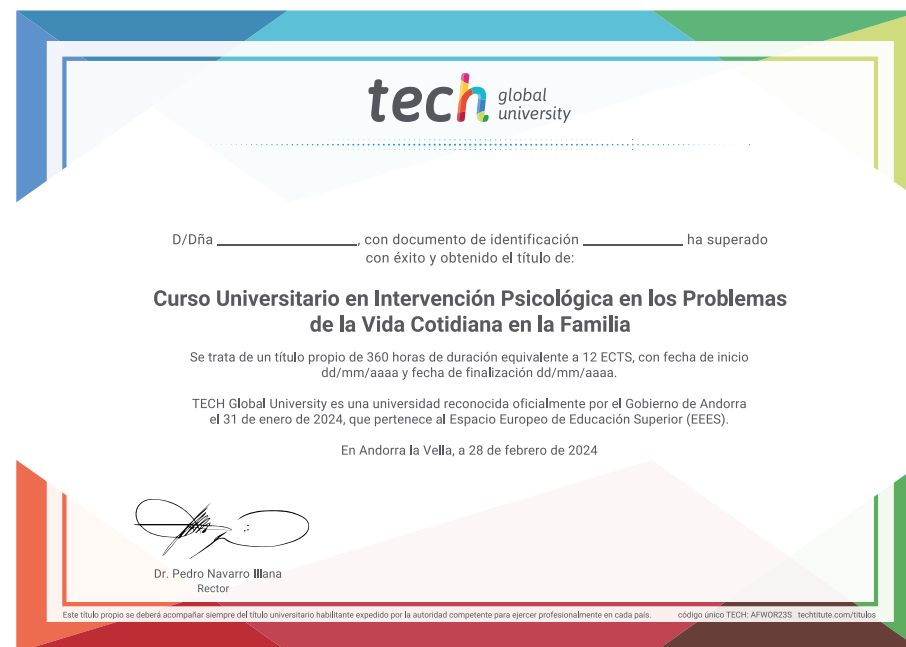 tech global university
D/Dña ____________________, con documento de identificación ______________ ha superado
con éxito y obtenido el título de:
Curso Universitario en Intervención Psicológica en los Problemas
de la Vida Cotidiana en la Familia
Se trata de un título propio de 360 horas de duración equivalente a 12 ECTS, con fecha de inicio
dd/mm/aaaa y fecha de finalización dd/mm/aaaa.
TECH Global University es una universidad reconocida oficialmente por el Gobierno de Andorra
el 31 de enero de 2024, que pertenece al Espacio Europeo de Educación Superior (EEES).
En Andorra la Vella, a 28 de febrero de 2024
Dr. Pedro Navarro Illana
Rector
Este título propio se deberá acompañar siempre del título universitario habilitante expedido por la autoridad competente para ejercer profesionalmente en cada país. código único TECH: AFWOR23S techtitute.com/titulos